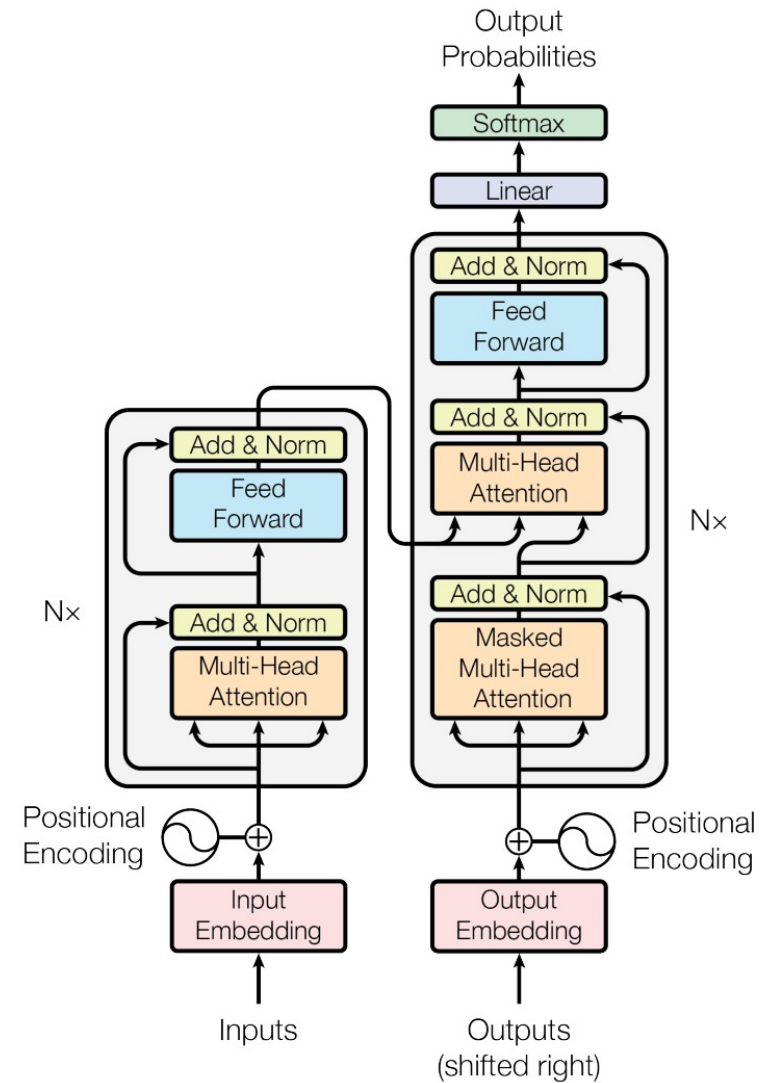 Output
Probabilities
Softmax
Linear
Add & Norm
Feed
Forward
Add & Norm
Multi-Head
Attention
Add & Norm
Masked
Multi-Head
Attention
Nx
Add & Norm
Feed
Forward
Add & Norm
Multi-Head
Attention
Nx
Positional
Encoding
Positional
Encoding
Input
Embedding
Output
Embedding
Inputs
Outputs
(shifted right)